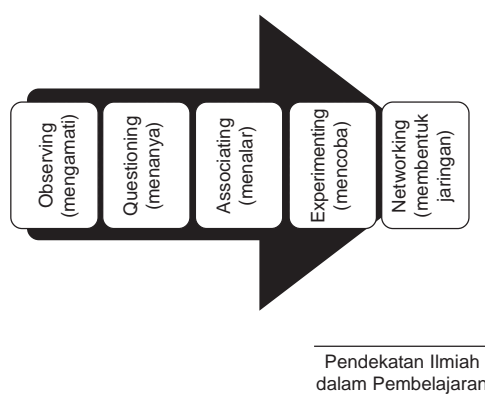 Observing
(mengamati)
Questioning
(menanya)
Associating
(menalar)
Experimenting
(mencoba)
Networking
(membentuk
jaringan)
Pendekatan Ilmiah
dalam Pembelajaran